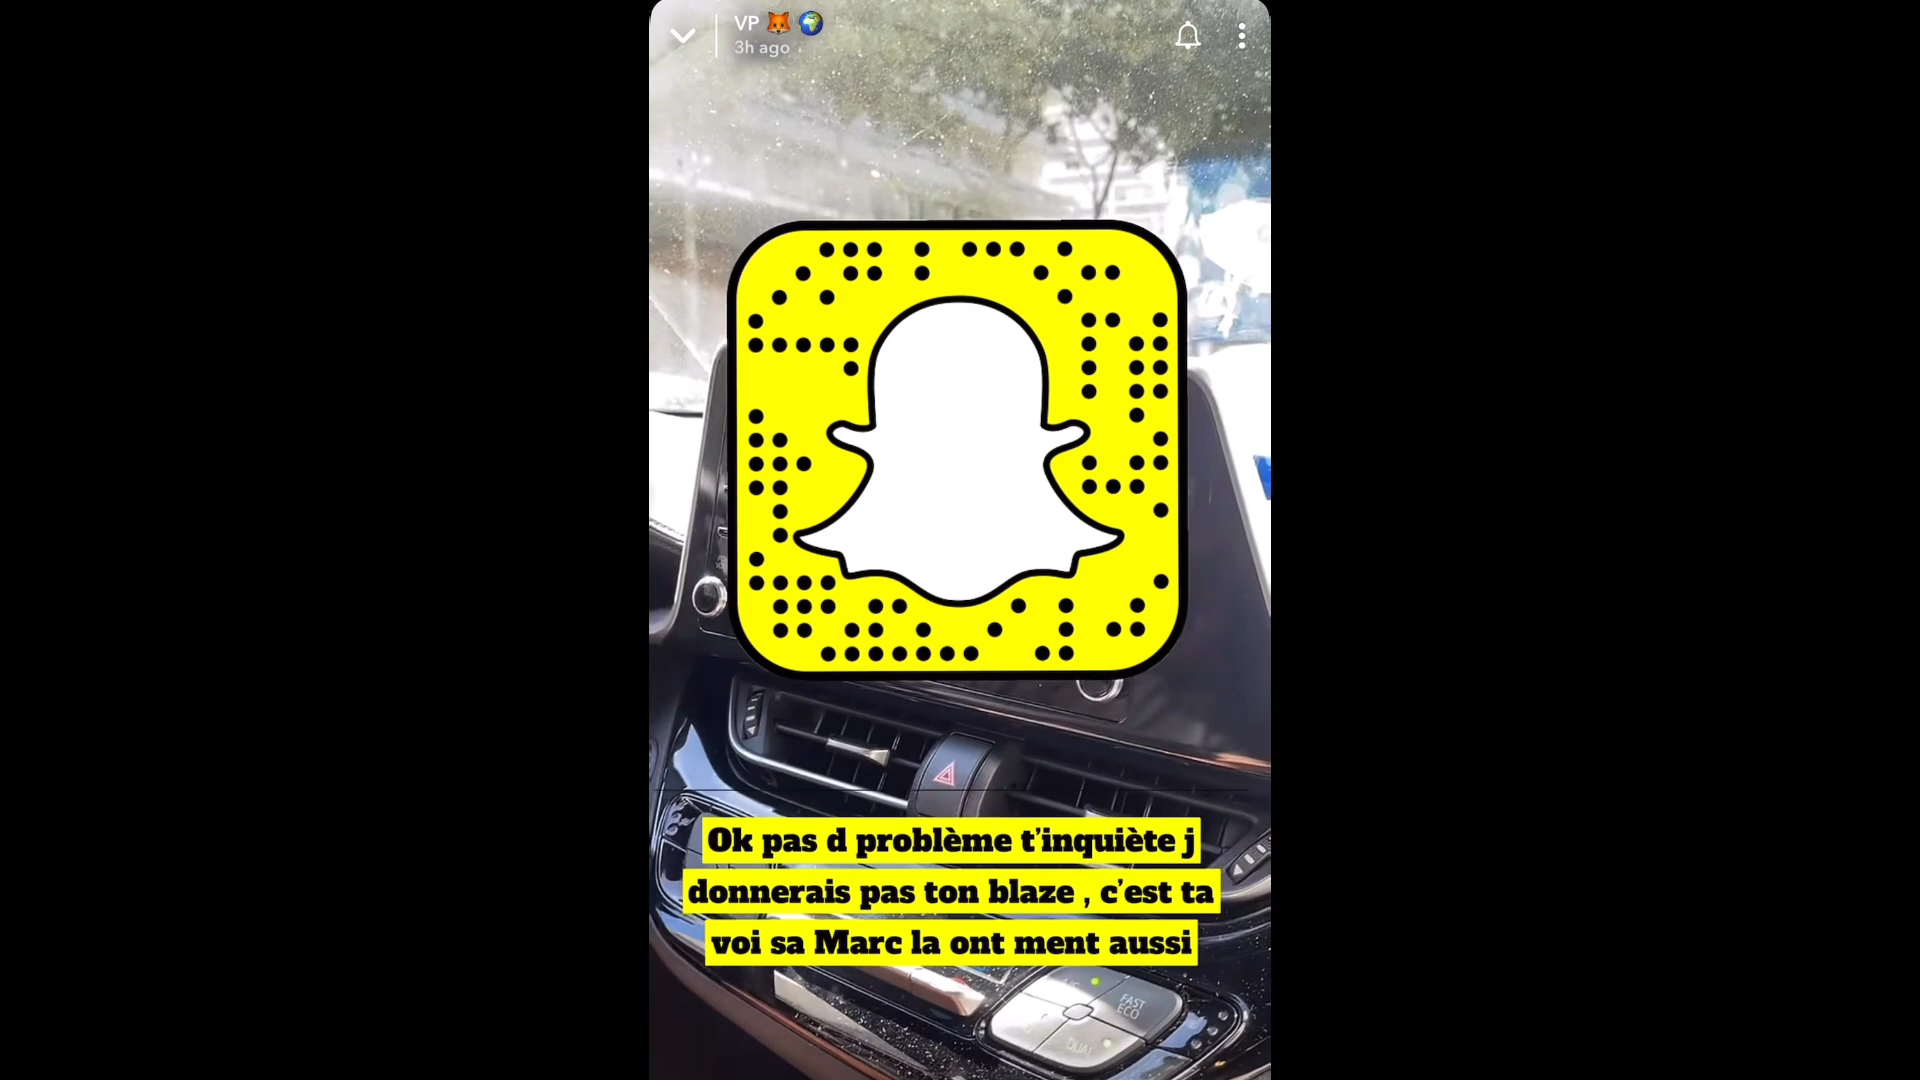 VP 🦊 🌍
3h ago
Ok pas d problème t'inquiète j
donnerais pas ton blaze , c'est ta
voi sa Marc la ont ment aussi
FAST
ECO
DUAL